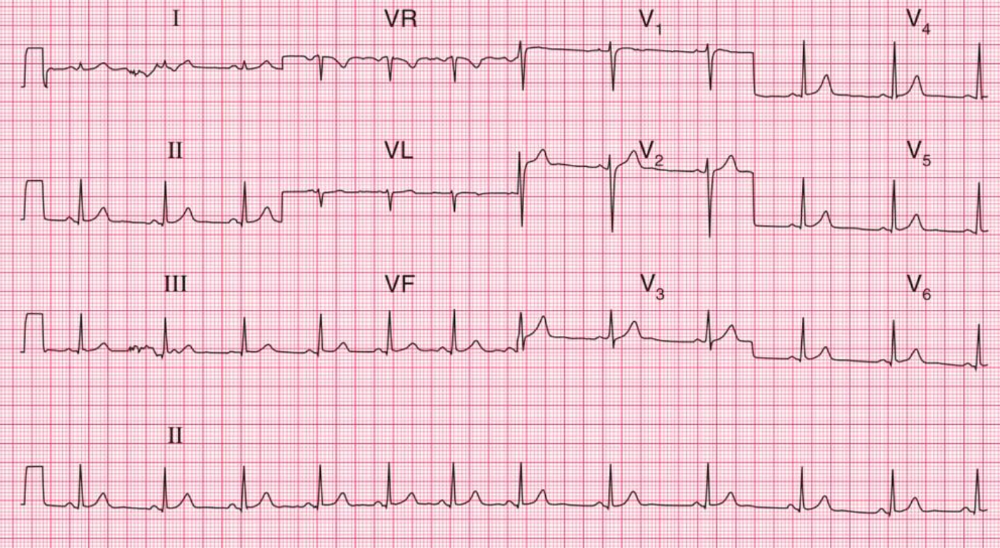 I VR V₁ V₄
II VL V₂ V₅
III VF V₃ V₆
II